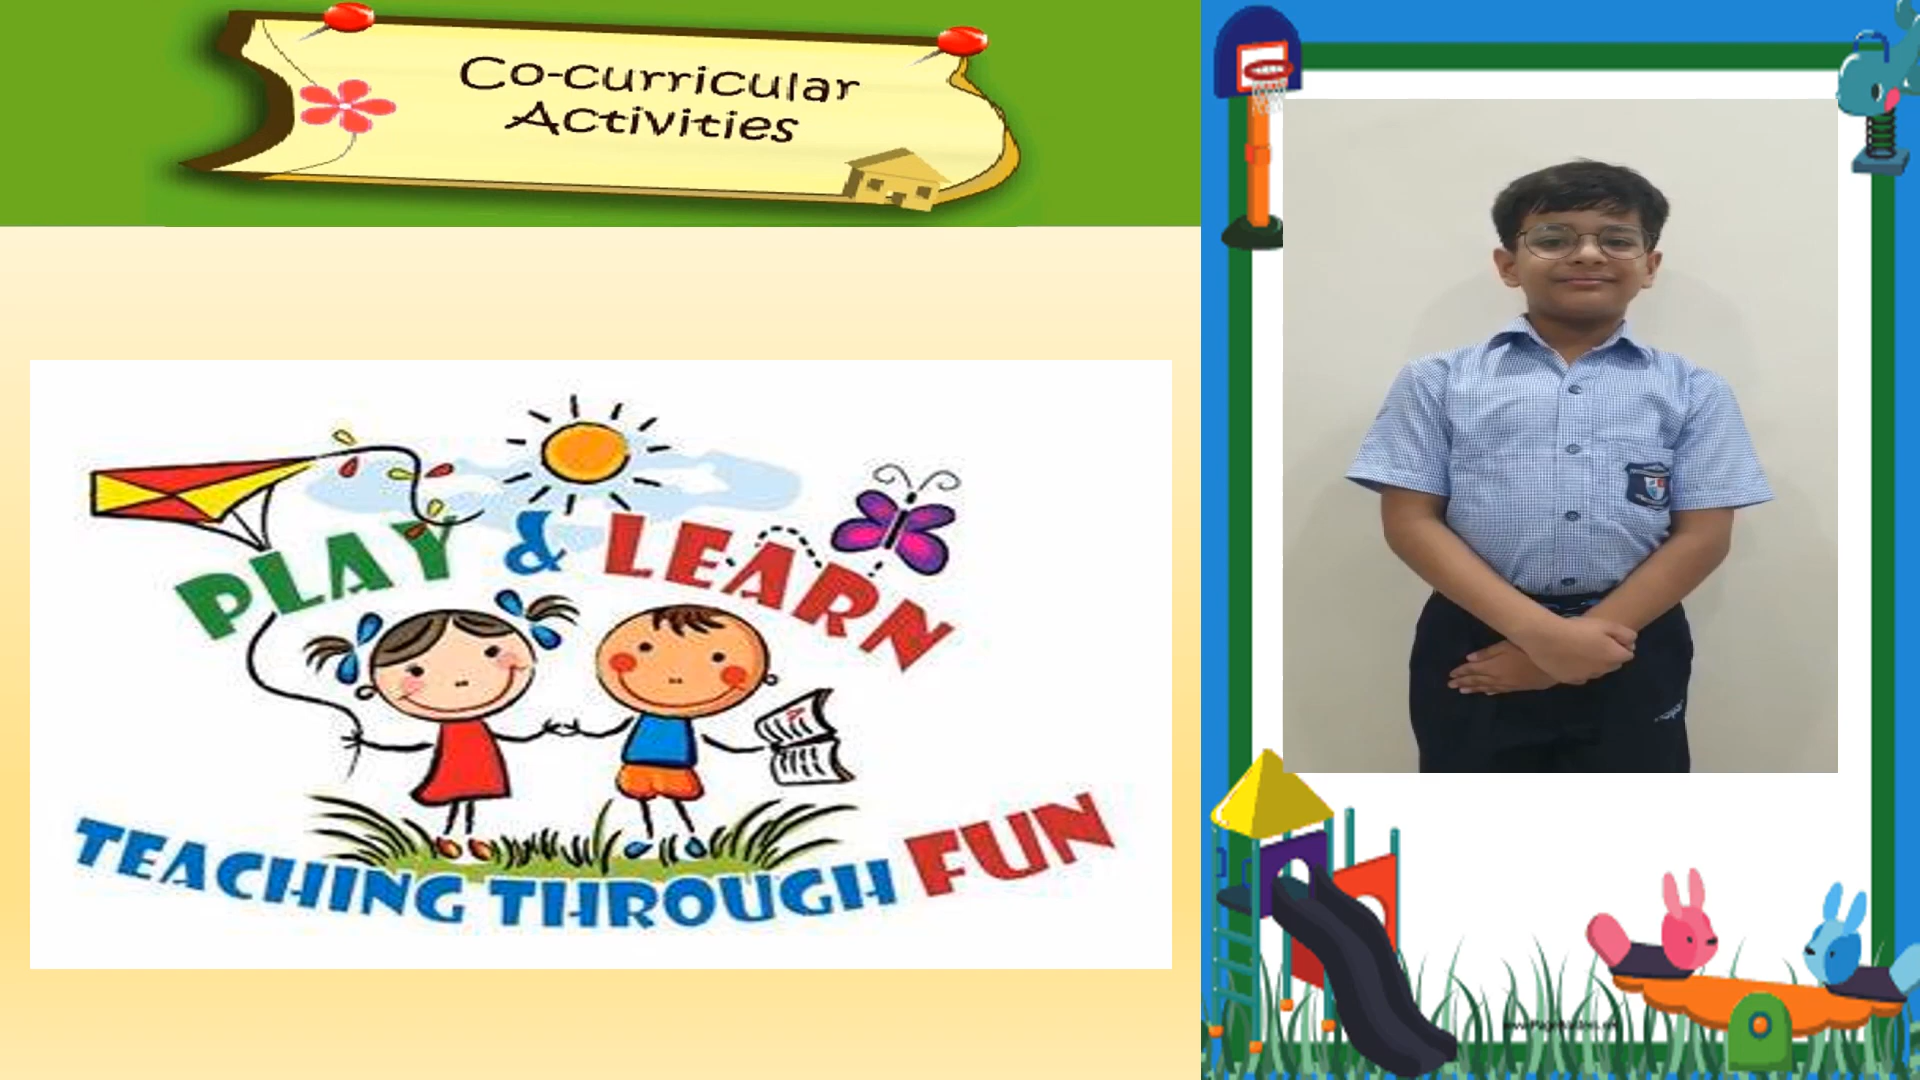 Co-curricular
Activities
PLAY & LEARN
TEACHING THROUGH FUN